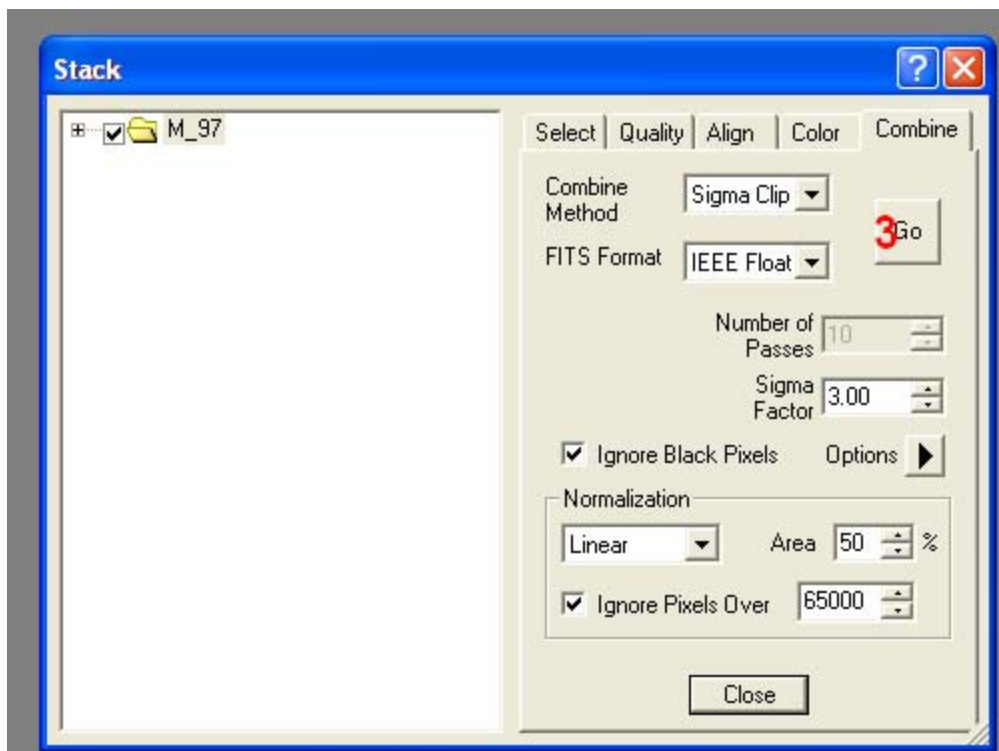 Stack
M_97
Select Quality Align Color Combine
Combine Method Sigma Clip
3Go
FITS Format IEEE Float
Number of Passes 10
Sigma Factor 3.00
Ignore Black Pixels Options
Normalization
Linear Area 50 %
Ignore Pixels Over 65000
Close